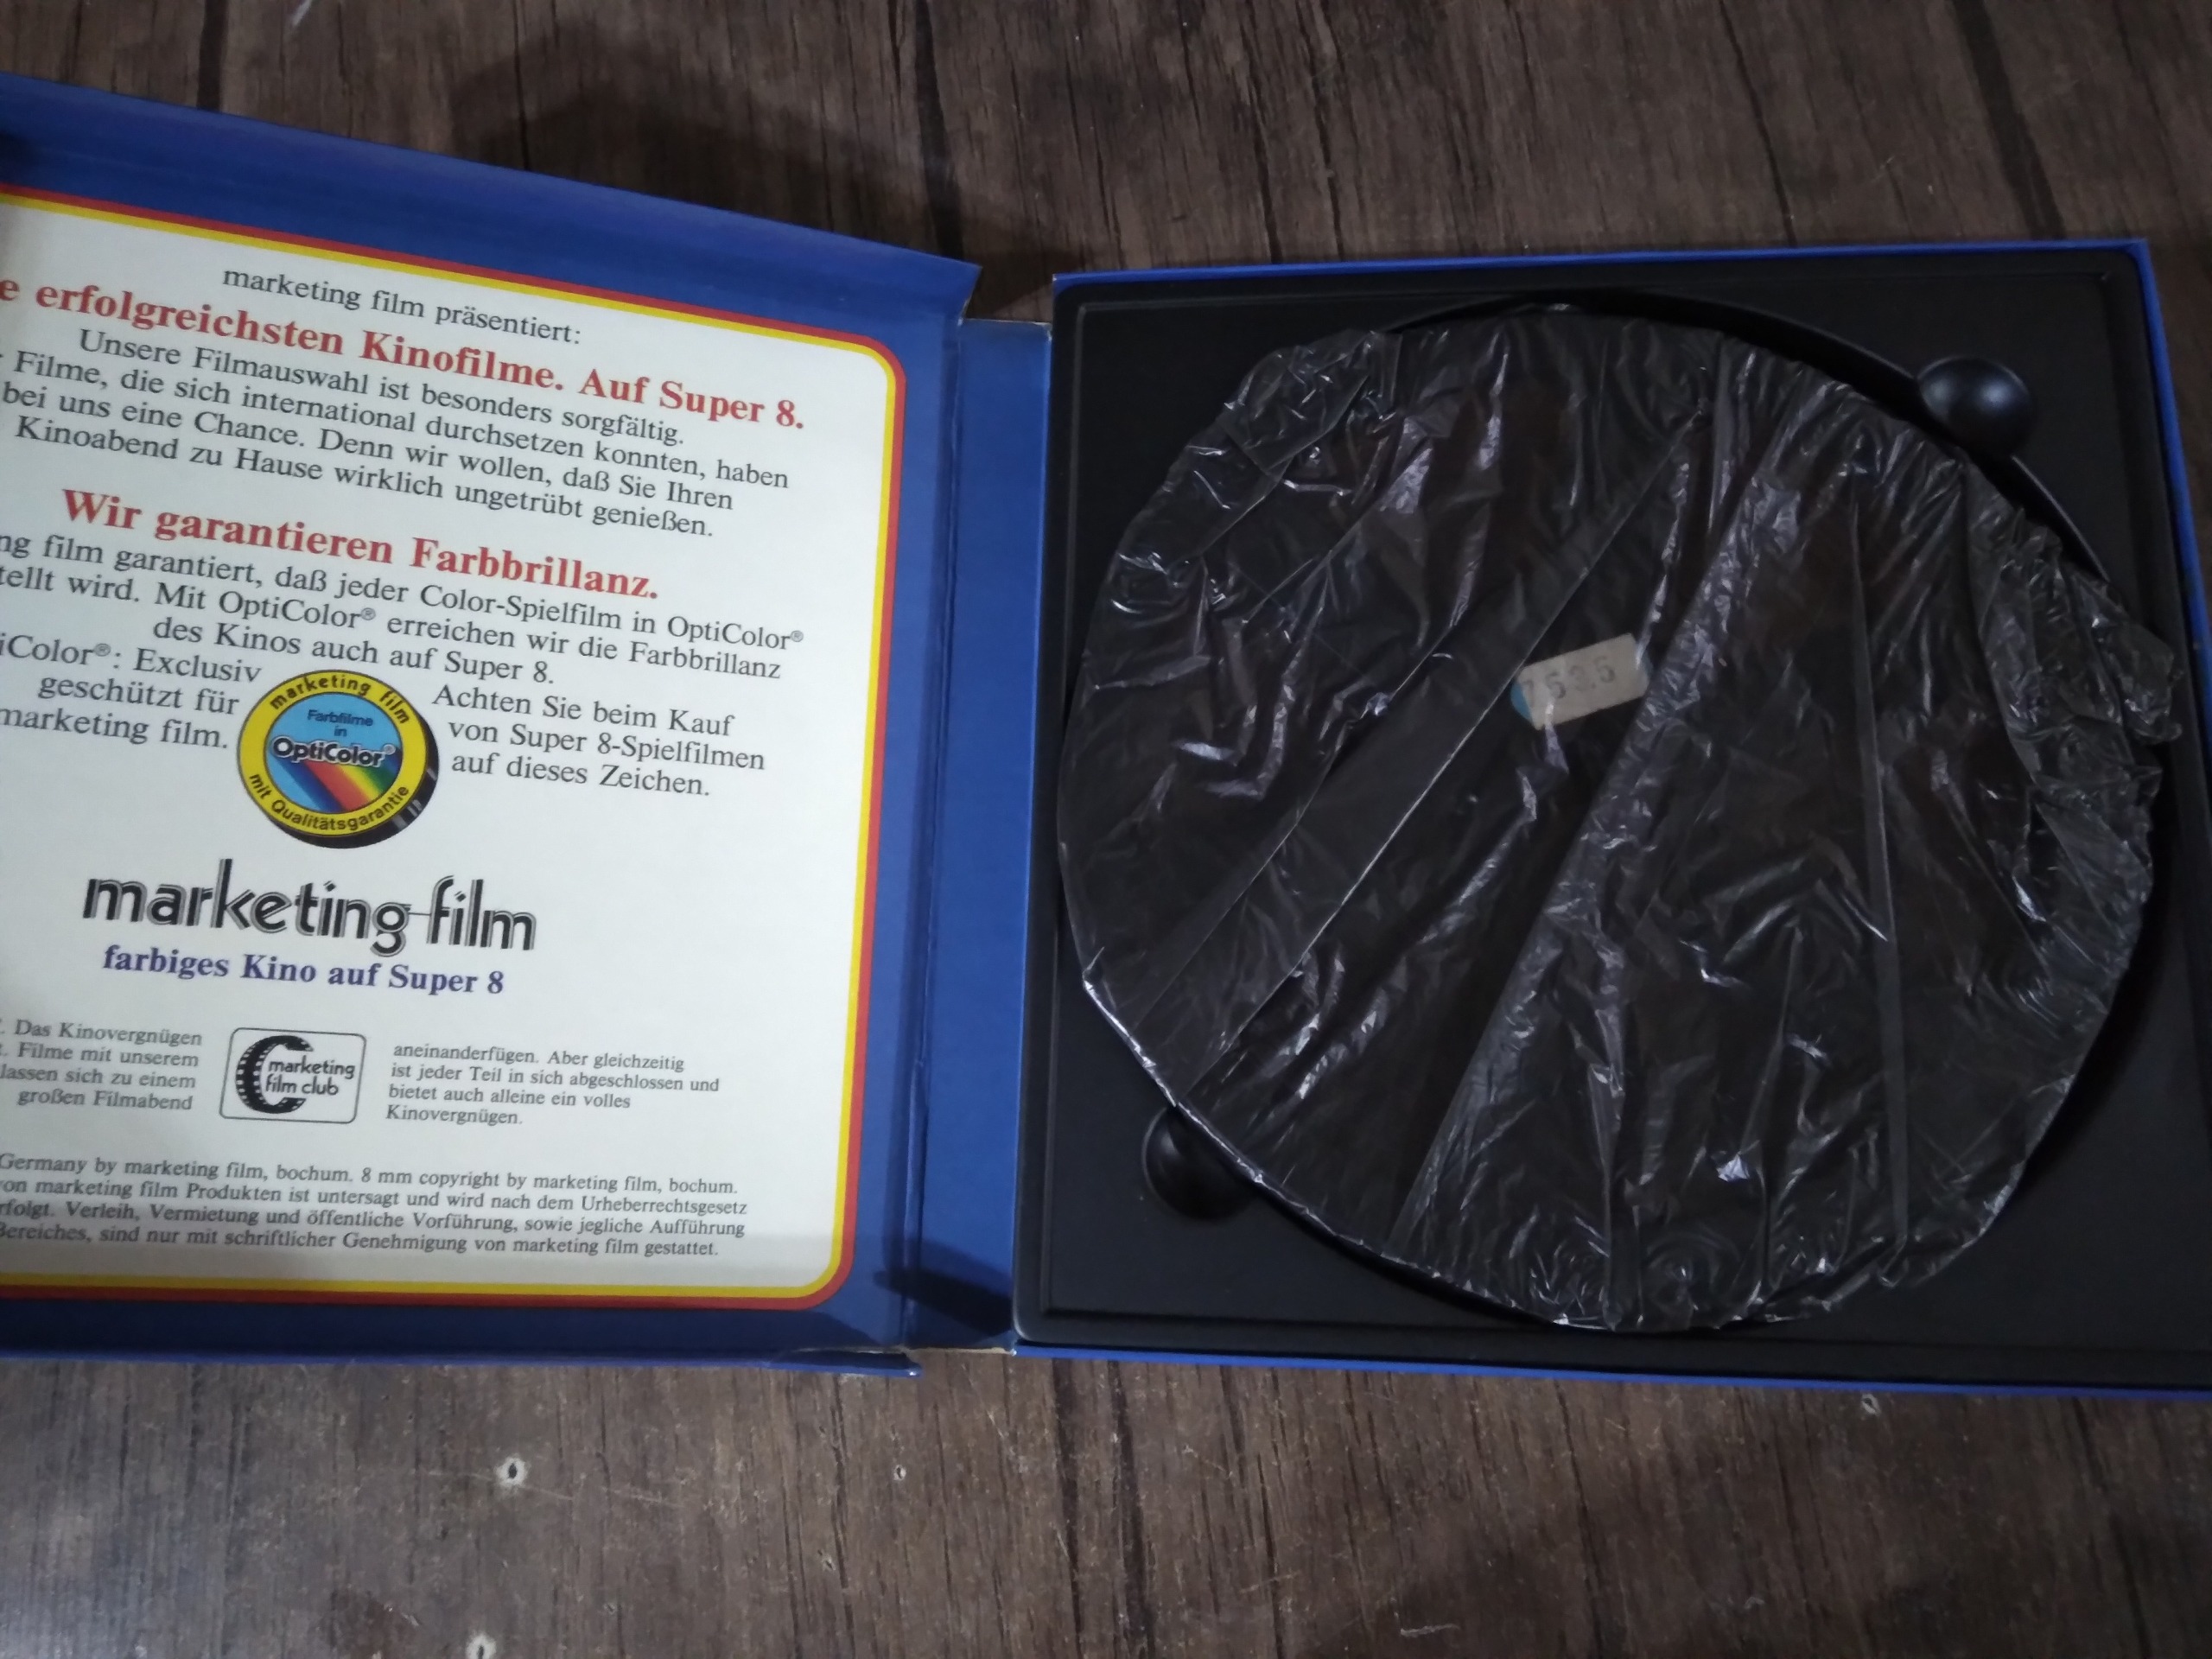 marketing film präsentiert:
e erfolgreichsten Kinofilme. Auf Super 8.
Unsere Filmauswahl ist besonders sorgfältig.
Filme, die sich international durchsetzen konnten, haben
bei uns eine Chance. Denn wir wollen, daß Sie Ihren
Kinoabend zu Hause wirklich ungetrübt genießen.
Wir garantieren Farbbrillanz.
ng film garantiert, daß jeder Color-Spielfilm in OptiColor®
tellt wird. Mit OptiColor® erreichen wir die Farbbrillanz
des Kinos auch auf Super 8.
iColor®: Exclusiv
geschützt für
marketing film.
marketing film
Farbfilme
in
OptiColor®
mit Qualitätsgarantie
Achten Sie beim Kauf
von Super 8-Spielfilmen
auf dieses Zeichen.
marketing film
farbiges Kino auf Super 8
. Das Kinovergnügen
. Filme mit unserem
lassen sich zu einem
großen Filmabend
marketing
film club
aneinanderfügen. Aber gleichzeitig
ist jeder Teil in sich abgeschlossen und
bietet auch alleine ein volles
Kinovergnügen.
Germany by marketing film, bochum. 8 mm copyright by marketing film, bochum.
on marketing film Produkten ist untersagt und wird nach dem Urheberrechtsgesetz
rfolgt. Verleih, Vermietung und öffentliche Vorführung, sowie jegliche Aufführung
Bereiches, sind nur mit schriftlicher Genehmigung von marketing film gestattet.